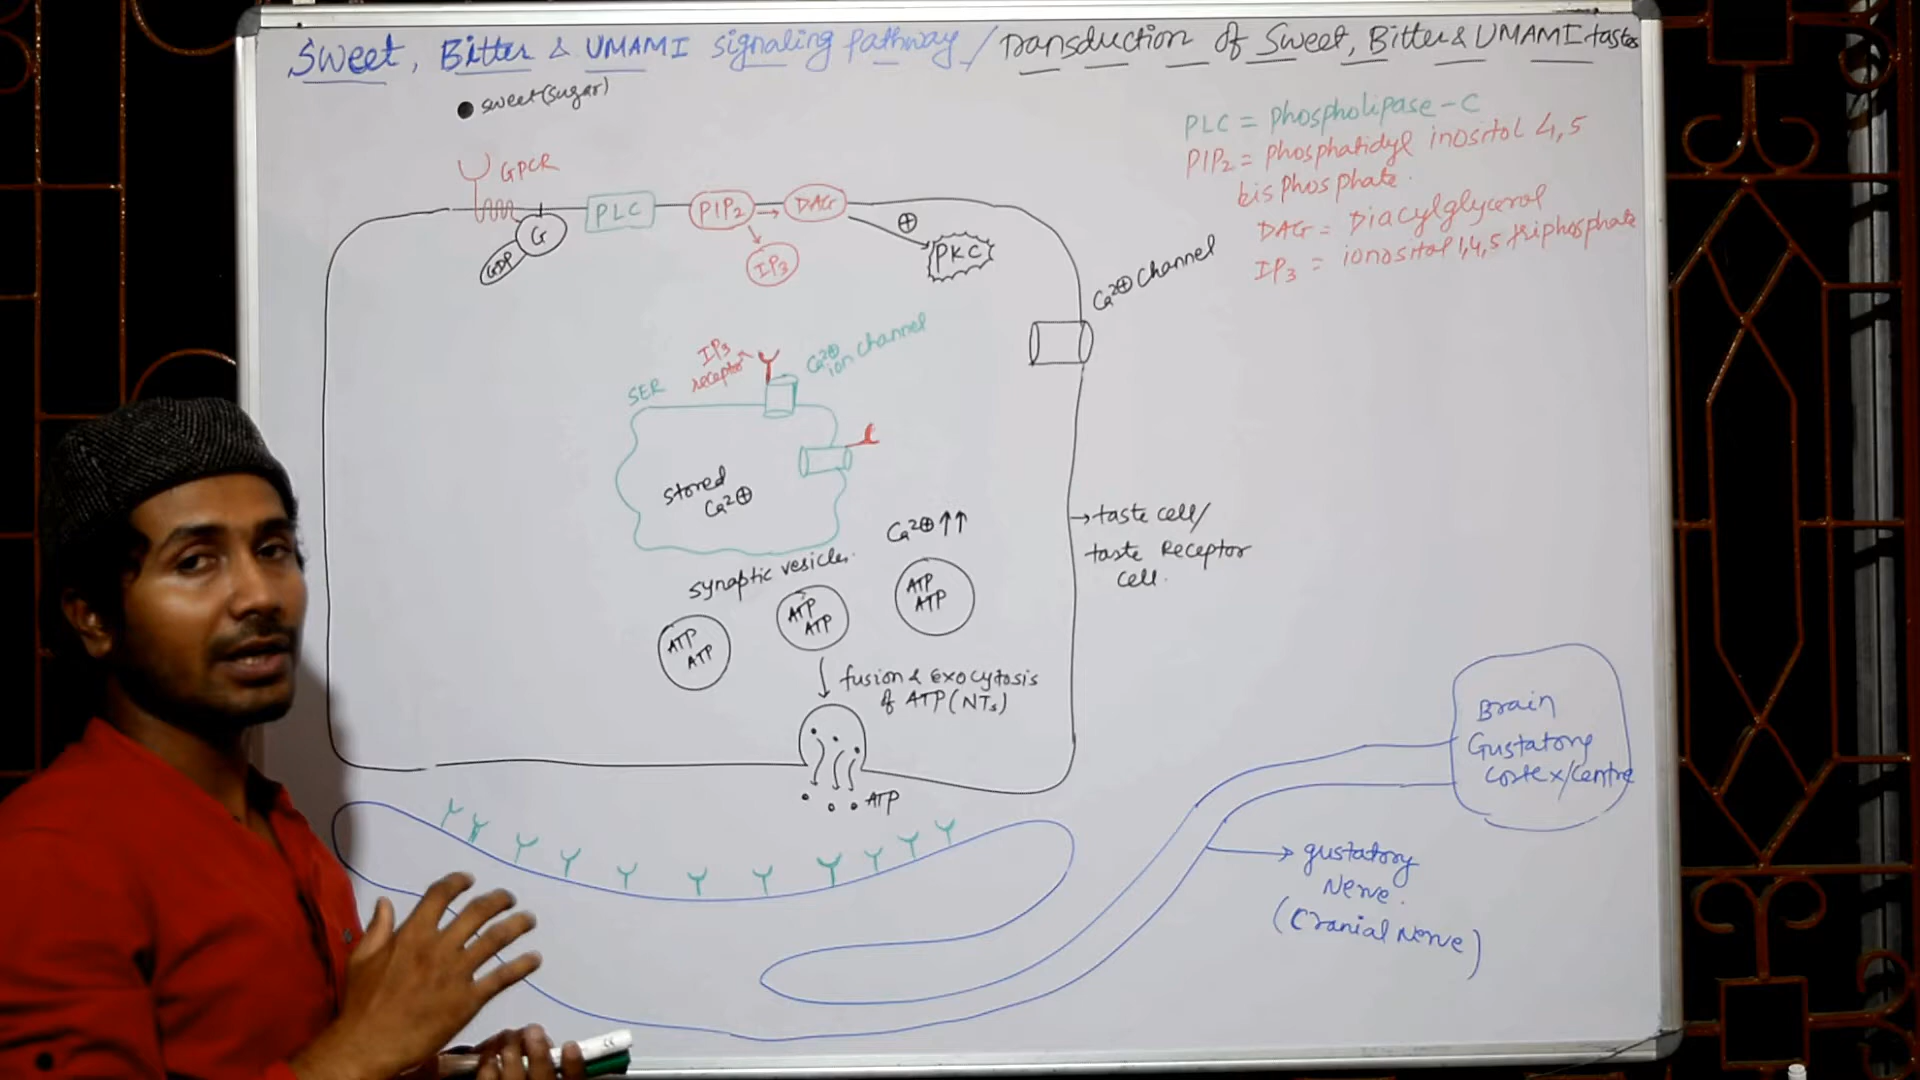 Sweet, Bitter & UMAMI signaling pathway / Transduction of Sweet, Bitter & UMAMI tastes
sweet(sugar)
PLC = phospholipase-C
PIP2 = phosphatidyl inositol 4,5
bisphosphate.
DAG = Diacylglycerol
IP3 = ionositol 1,4,5 triphosphate
GPCR
G
GDP
PLC
PIP2
DAG
IP3
⊕
PKC
Ca2⊕ channel
IP3
receptor
Ca2⊕
ion channel
SER
stored
Ca2⊕
Ca2⊕↑↑
synaptic vesicles.
ATP
ATP
ATP
ATP
ATP
ATP
fusion & exocytosis
of ATP (NTs)
ATP
taste cell/
taste Receptor
cell.
Brain
Gustatory
cortex/centre
gustatory
Nerve.
(cranial nerve)